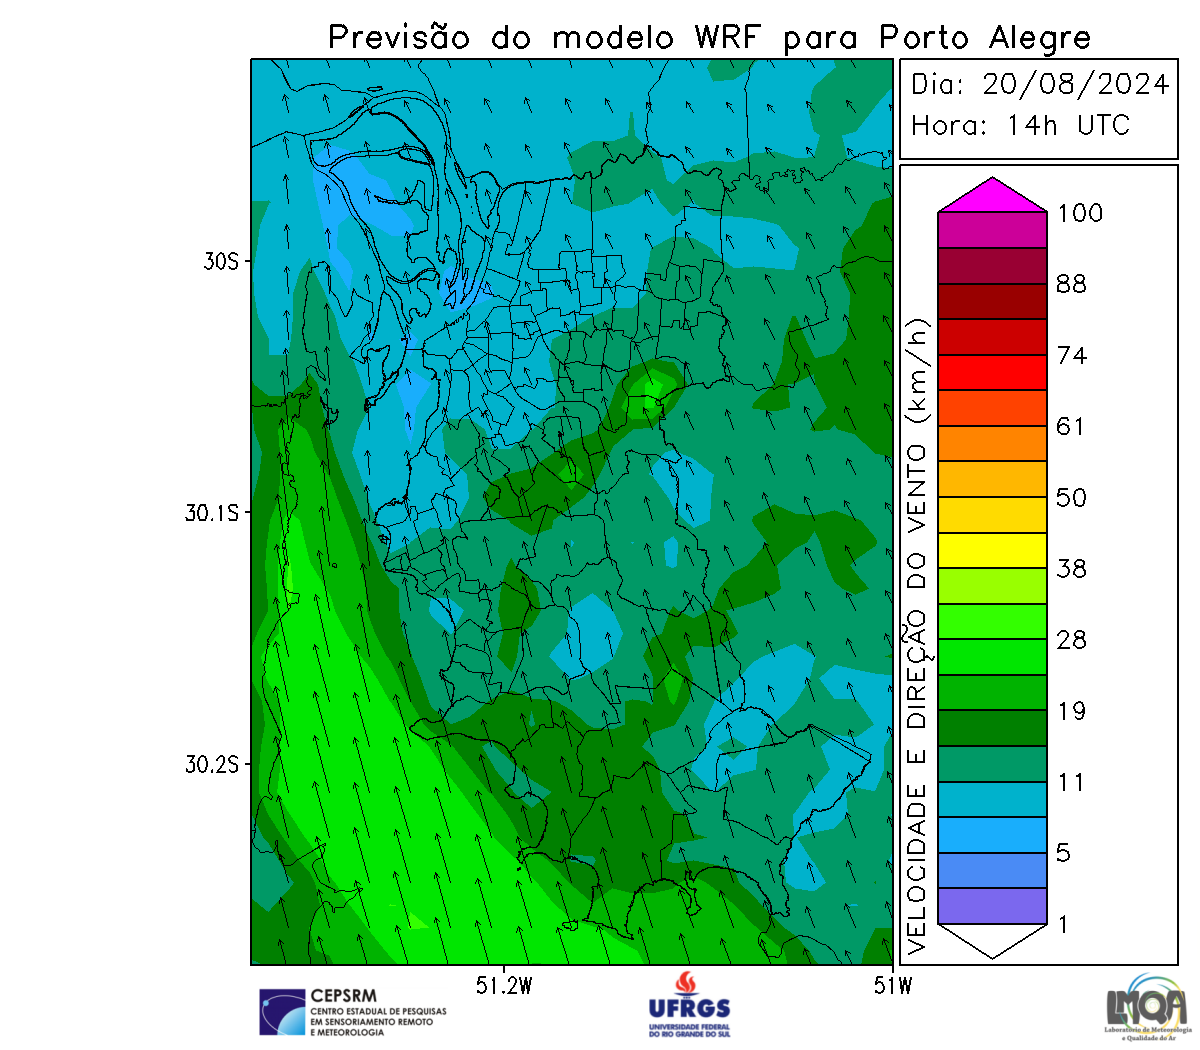 Previsão do modelo WRF para Porto Alegre
Dia: 20/08/2024
Hora: 14h UTC
30S
30.1S
30.2S
51.2W
51W
VELOCIDADE E DIREÇÃO DO VENTO (km/h)
100
88
74
61
50
38
28
19
11
5
1
CEPSRM
CENTRO ESTADUAL DE PESQUISAS
EM SENSORIAMENTO REMOTO
E METEOROLOGIA
UFRGS
UNIVERSIDADE FEDERAL
DO RIO GRANDE DO SUL
LMQA
Laboratório de Meteorologia
e Qualidade do Ar